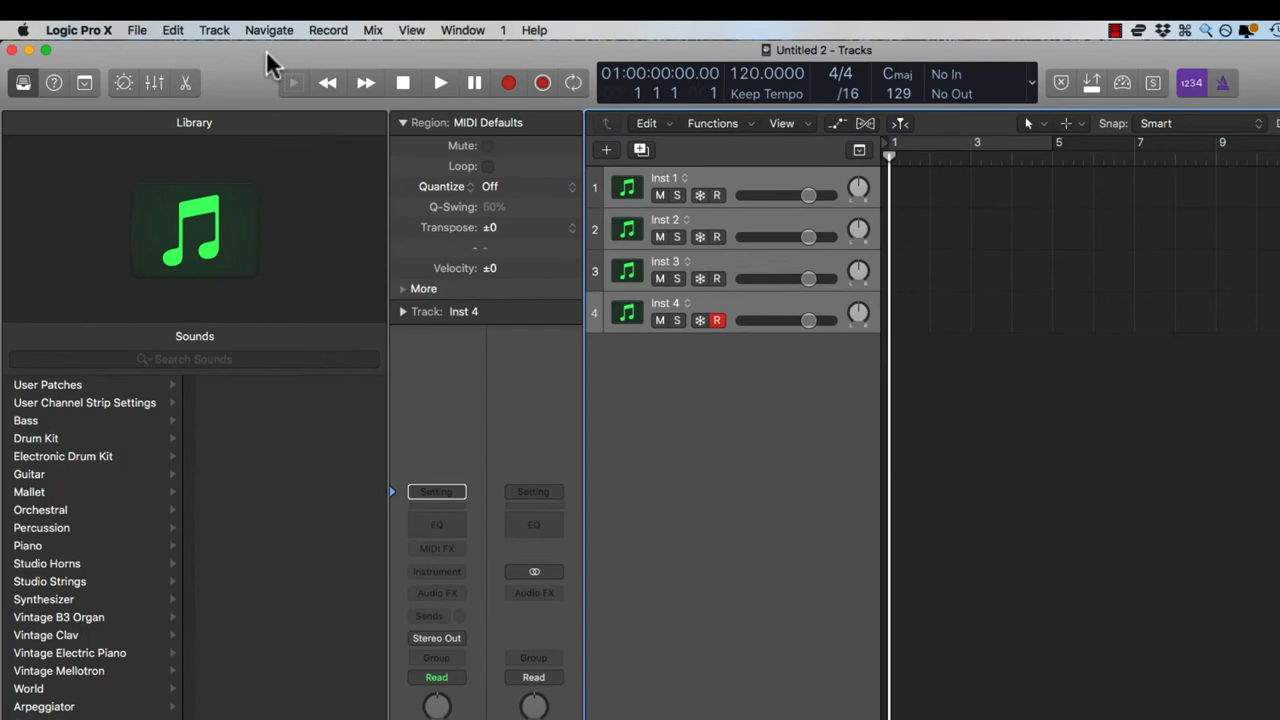 Logic Pro X File Edit Track Navigate Record Mix View Window 1 Help
Untitled 2 - Tracks
01:00:00:00.00 120.0000 4/4 Cmaj No In
1 1 1 1 Keep Tempo /16 129 No Out
1234
Library
Region: MIDI Defaults
Edit Functions View Snap: Smart
Mute:
1 3 5 7 9
Loop:
Quantize Off
1 Inst 1
M S R
Q-Swing: 50%
2 Inst 2
M S R
Transpose: ±0
- -
3 Inst 3
M S R
Velocity: ±0
More
4 Inst 4
M S R
Track: Inst 4
Sounds
Search Sounds
User Patches
User Channel Strip Settings
Bass
Drum Kit
Electronic Drum Kit
Guitar
Mallet
Orchestral
Percussion
Piano
Studio Horns
Studio Strings
Synthesizer
Vintage B3 Organ
Vintage Clav
Vintage Electric Piano
Vintage Mellotron
World
Arpeggiator
Setting Setting
EQ EQ
MIDI FX
Instrument
Audio FX Audio FX
Sends
Stereo Out
Group Group
Read Read